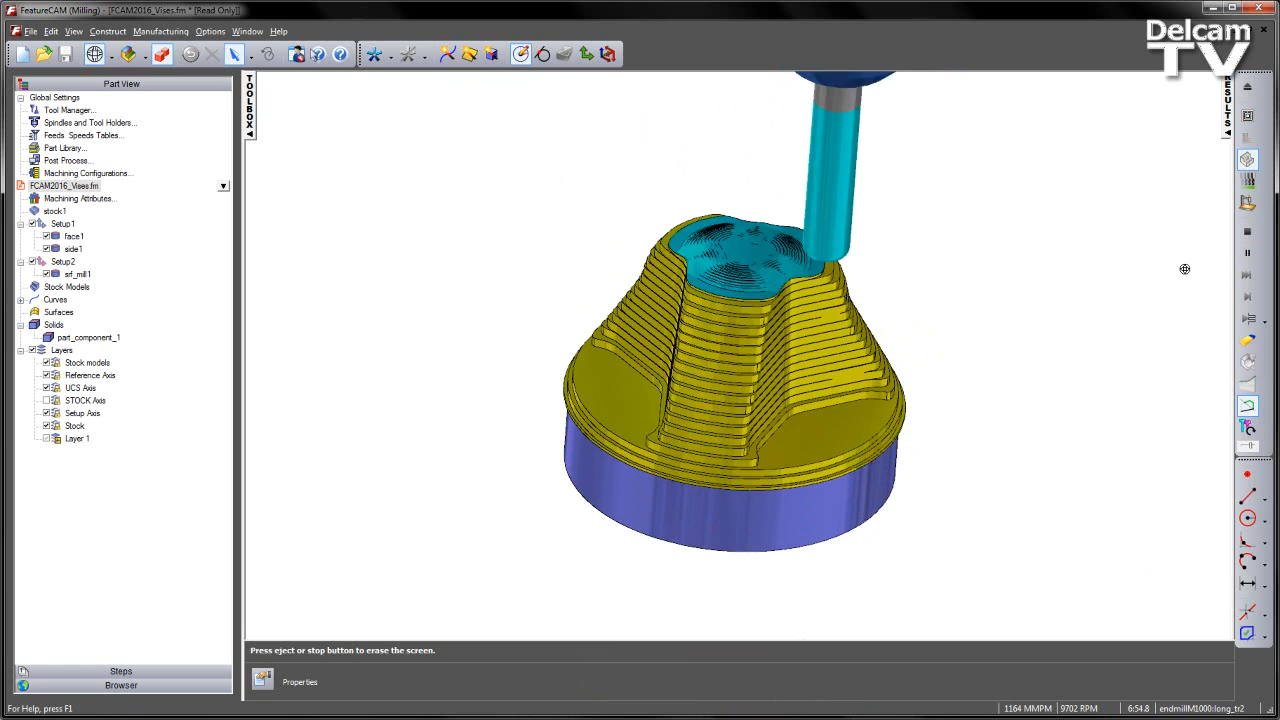 FeatureCAM (Milling) - [FCAM2016_Vises.fm * [Read Only]]
Delcam
TV
File Edit View Construct Manufacturing Options Window Help
Part View
TOOLBOX
RESULTS
Global Settings
Tool Manager...
Spindles and Tool Holders...
Feeds Speeds Tables...
Part Library...
Post Process...
Machining Configurations...
FCAM2016_Vises.fm
Machining Attributes...
stock1
Setup1
face1
side1
Setup2
srf_mill1
Stock Models
Curves
Surfaces
Solids
part_component_1
Layers
Stock models
Reference Axis
UCS Axis
STOCK Axis
Setup Axis
Stock
Layer 1
Press eject or stop button to erase the screen.
Properties
Steps
Browser
For Help, press F1
1164 MMPM 9702 RPM 6:54.8 endmillM1000:long_tr2